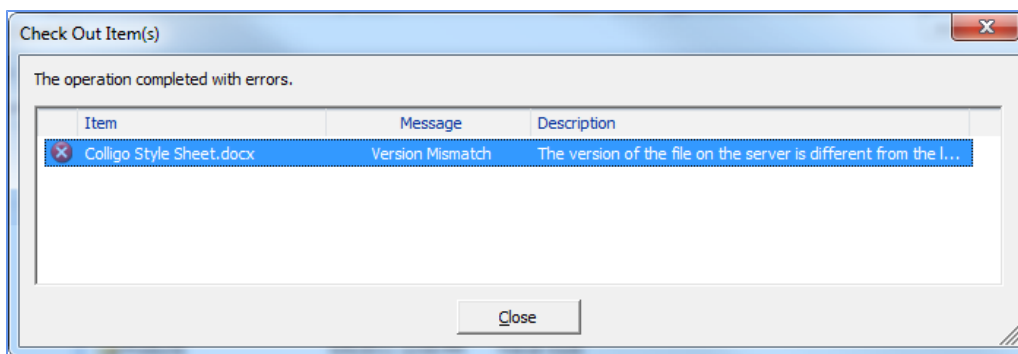 Check Out Item(s)
The operation completed with errors.
Item Message Description
Colligo Style Sheet.docx Version Mismatch The version of the file on the server is different from the l...
Close